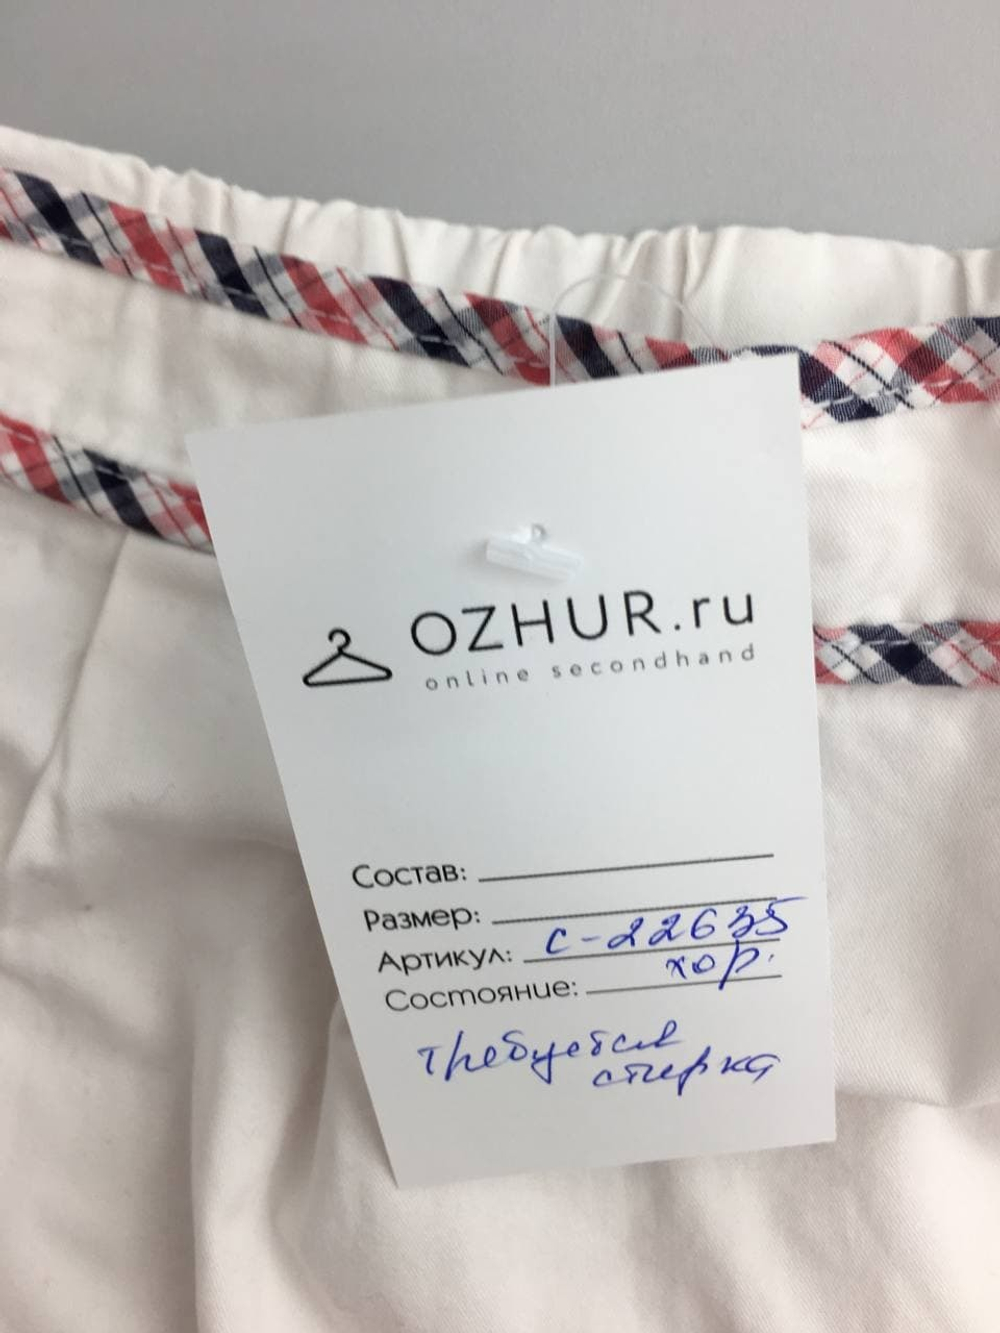 OZHUR.ru
online secondhand
Состав:
Размер:
Артикул: с-22635
Состояние: хор.
требуется
стирка